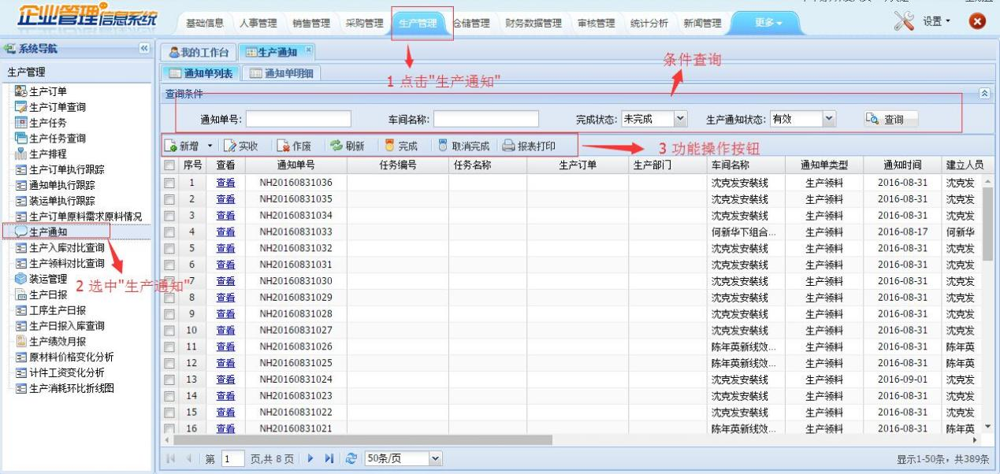 企业管理信息系统
基础信息 人事管理 销售管理 采购管理 生产管理 仓储管理 财务数据管理 审核管理 统计分析 新闻管理 更多 设置
系统导航
生产管理
生产订单
生产订单查询
生产任务
生产任务查询
生产排程
生产订单执行跟踪
通知单执行跟踪
装运单执行跟踪
生产订单原料需求原料情况
生产通知
生产入库对比查询
生产领料对比查询
装运管理
生产日报
工序生产日报
生产日报入库查询
生产绩效月报
原材料价格变化分析
计件工资变化分析
生产消耗环比折线图
2 选中"生产通知"
我的工作台 生产通知
通知单列表 通知单明细
1 点击"生产通知"
条件查询
查询条件
通知单号: 车间名称: 完成状态: 未完成 生产通知状态: 有效 查询
新增 实收 作废 刷新 完成 取消完成 报表打印
3 功能操作按钮
序号 查看 通知单号 任务编号 任务名称 生产订单 生产部门 车间名称 通知单类型 通知时间 建立人员
1 查看 NH20160831036 沈克发安装线 生产领料 2016-08-31 沈克发
2 查看 NH20160831035 沈克发安装线 生产领料 2016-08-31 沈克发
3 查看 NH20160831034 沈克发安装线 生产领料 2016-08-31 沈克发
4 查看 NH20160831033 何新华下组合... 生产领料 2016-08-17 何新华
5 查看 NH20160831032 沈克发安装线 生产领料 2016-08-31 沈克发
6 查看 NH20160831031 沈克发安装线 生产领料 2016-08-31 沈克发
7 查看 NH20160831030 沈克发安装线 生产领料 2016-08-31 沈克发
8 查看 NH20160831029 沈克发安装线 生产领料 2016-08-31 沈克发
9 查看 NH20160831028 沈克发安装线 生产领料 2016-08-31 沈克发
10 查看 NH20160831027 沈克发安装线 生产领料 2016-08-31 沈克发
11 查看 NH20160831026 陈年英新线效... 生产领料 2016-08-31 陈年英
12 查看 NH20160831025 陈年英新线效... 生产领料 2016-08-31 陈年英
13 查看 NH20160831024 沈克发安装线 生产领料 2016-09-01 沈克发
14 查看 NH20160831023 沈克发安装线 生产领料 2016-08-31 沈克发
15 查看 NH20160831022 沈克发安装线 生产领料 2016-08-31 沈克发
16 查看 NH20160831021 陈年英新线效... 生产领料 2016-08-31 陈年英
第 1 页,共 8 页 50条/页 显示1-50条，共389条